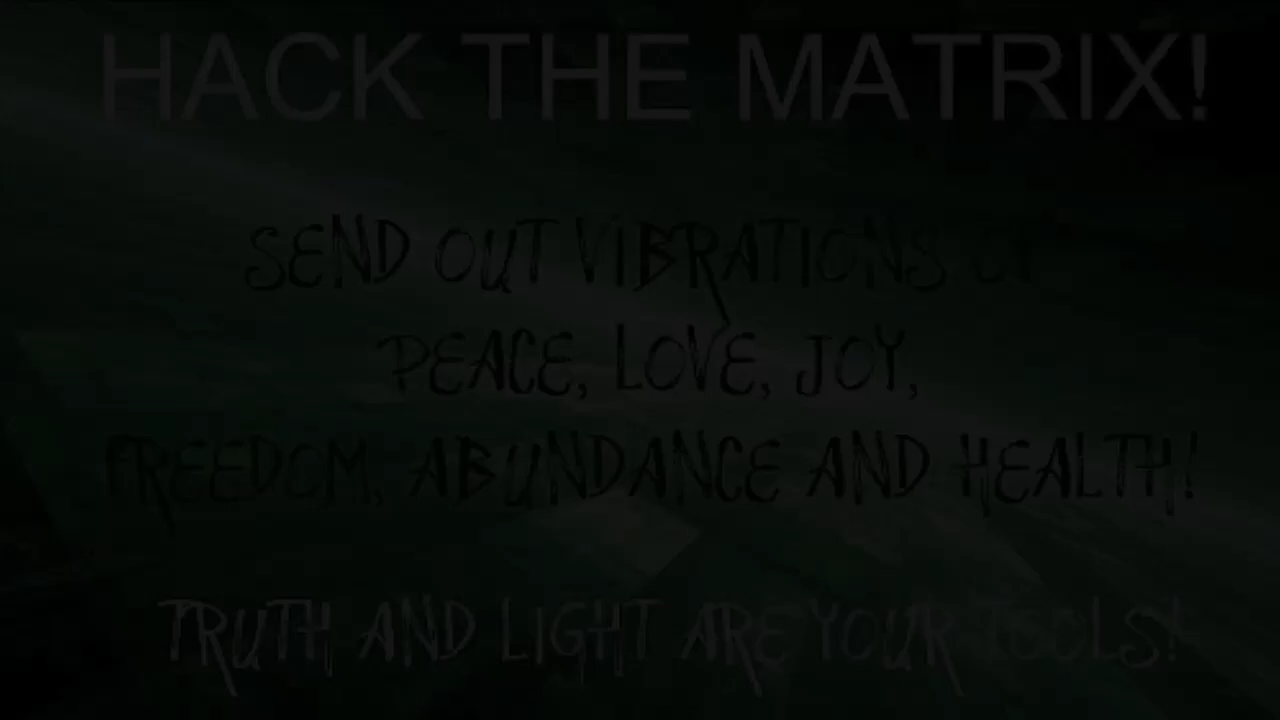 HACK THE MATRIX!
SEND OUT VIBRATIONS OF
PEACE, LOVE, JOY,
FREEDOM, ABUNDANCE AND HEALTH!
TRUTH AND LIGHT ARE YOUR TOOLS!